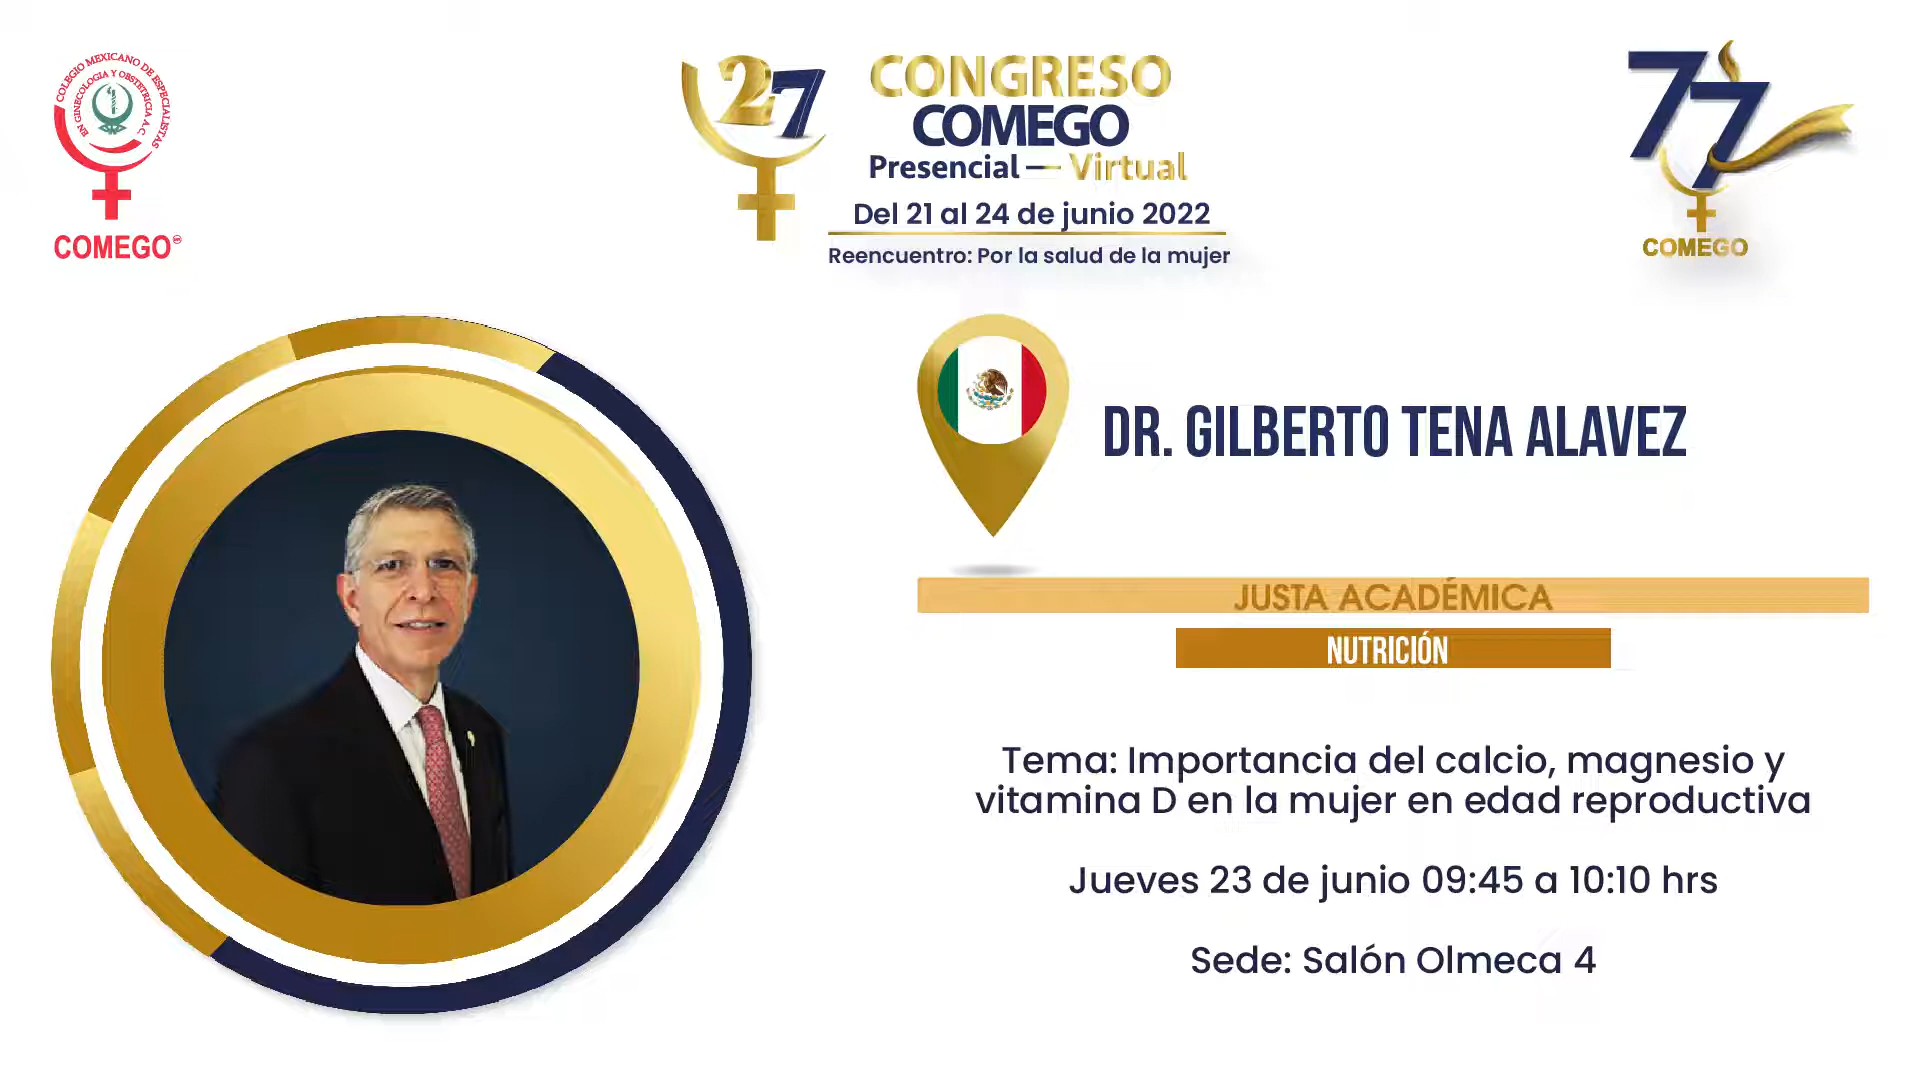 COLEGIO MEXICANO DE ESPECIALISTAS
EN GINECOLOGIA Y OBSTETRICIA A.C.
COMEGO
27
CONGRESO
COMEGO
Presencial — Virtual
Del 21 al 24 de junio 2022
Reencuentro: Por la salud de la mujer
77
COMEGO
DR. GILBERTO TENA ALAVEZ
JUSTA ACADÉMICA
NUTRICIÓN
Tema: Importancia del calcio, magnesio y
vitamina D en la mujer en edad reproductiva
Jueves 23 de junio 09:45 a 10:10 hrs
Sede: Salón Olmeca 4